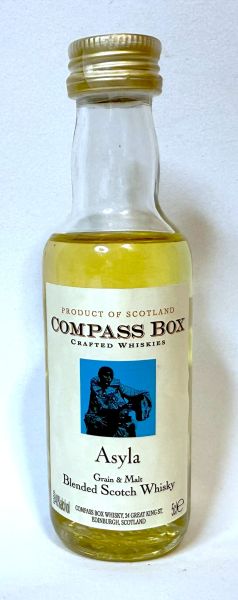 PRODUCT OF SCOTLAND
COMPASS BOX
CRAFTED WHISKIES
Asyla
Grain & Malt
Blended Scotch Whisky
5cl e
COMPASS BOX WHISKY, 24 GREAT KING ST.
EDINBURGH, SCOTLAND